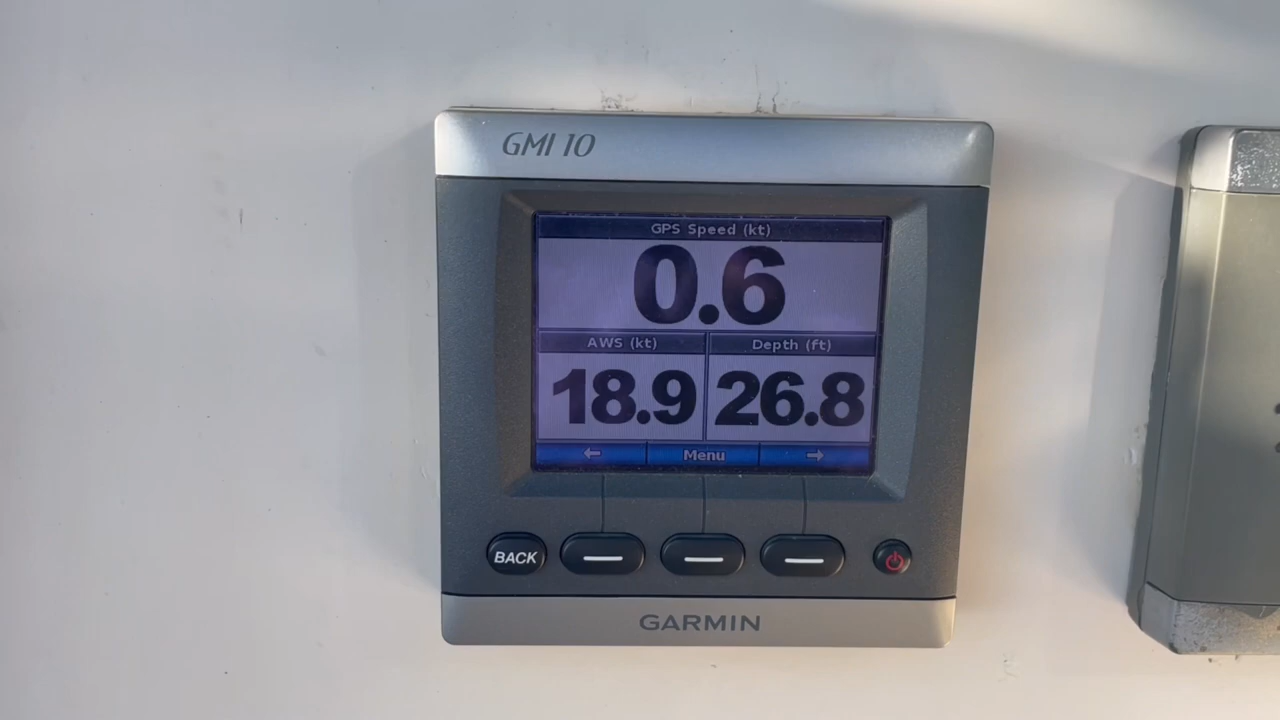 GMI 10
GPS Speed (kt)
0.6
AWS (kt)
Depth (ft)
18.9
26.8
Menu
BACK
GARMIN